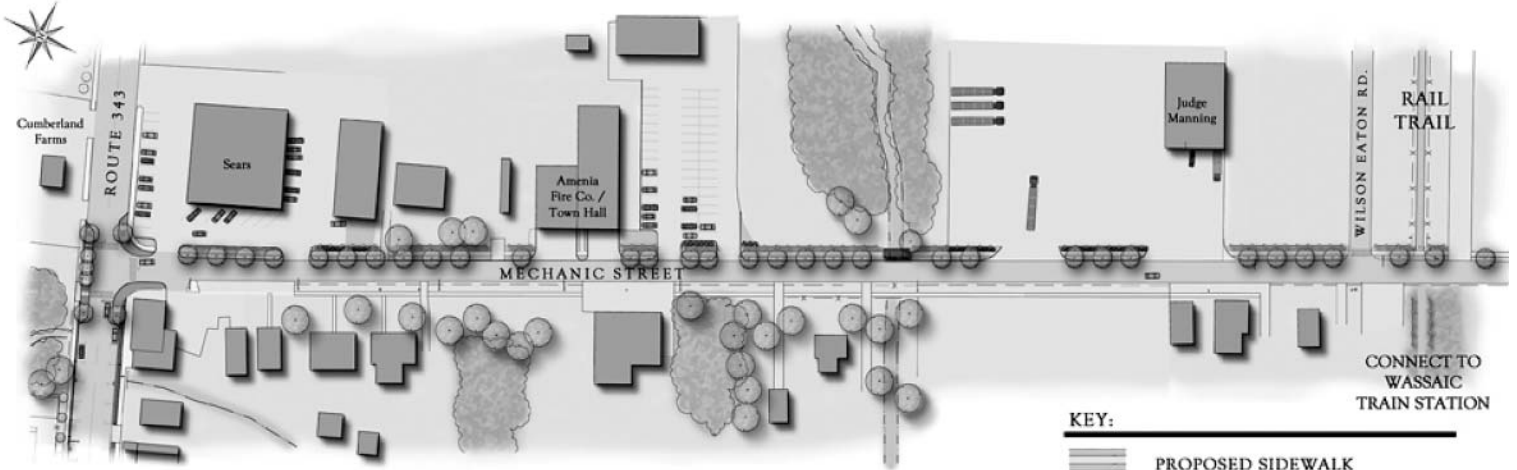 Cumberland
Farms
ROUTE 343
Sears
Amenia
Fire Co. /
Town Hall
MECHANIC STREET
Judge
Manning
WILSON EATON RD.
RAIL
TRAIL
CONNECT TO
WASSAIC
TRAIN STATION
KEY:
PROPOSED SIDEWALK